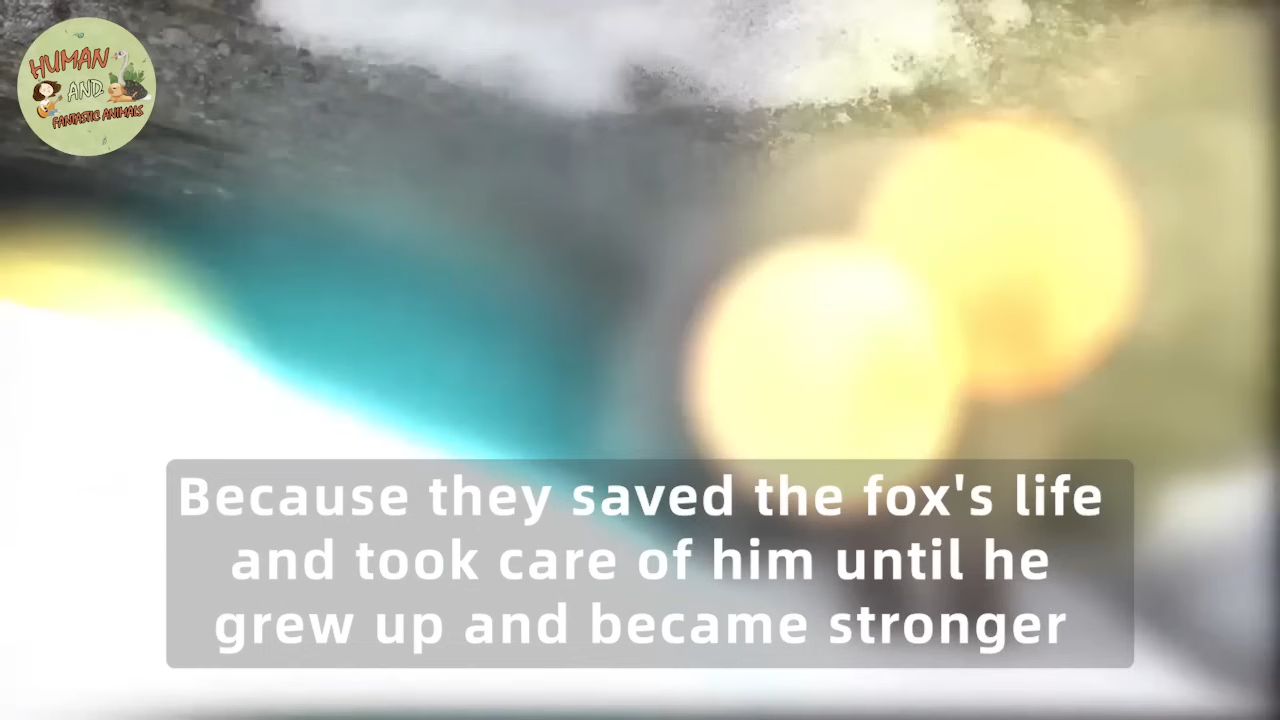 HUMAN
AND
FANTASTIC ANIMALS
Because they saved the fox's life
and took care of him until he
grew up and became stronger